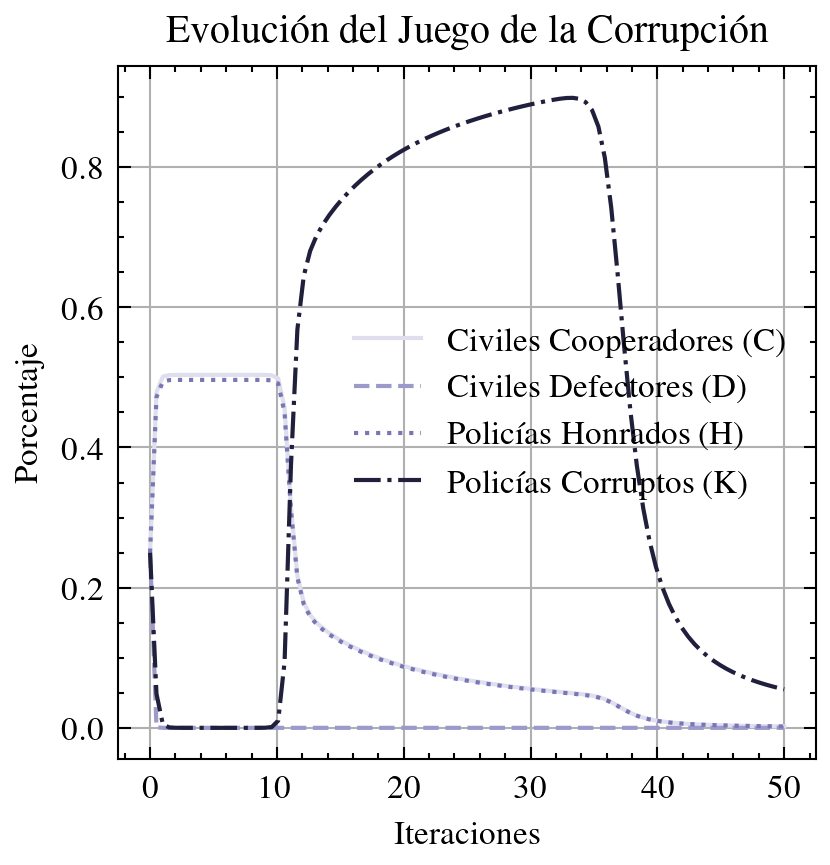 Evolución del Juego de la Corrupción
Porcentaje
0.8
0.6
0.4
0.2
0.0
Civiles Cooperadores (C)
Civiles Defectores (D)
Policías Honrados (H)
Policías Corruptos (K)
0 10 20 30 40 50
Iteraciones